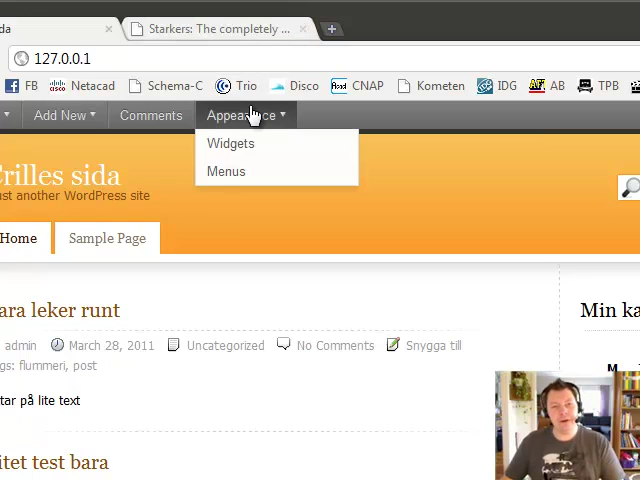 da
Starkers: The completely ...
127.0.0.1
FB Netacad Schema-C Trio Disco CNAP Kometen IDG AB TPB
Add New Comments Appearance
Widgets
Menus
rilles sida
ust another WordPress site
Home Sample Page
ara leker runt
Min ka
admin March 28, 2011 Uncategorized No Comments Snygga till
gs: flummeri, post
tar på lite text
itet test bara